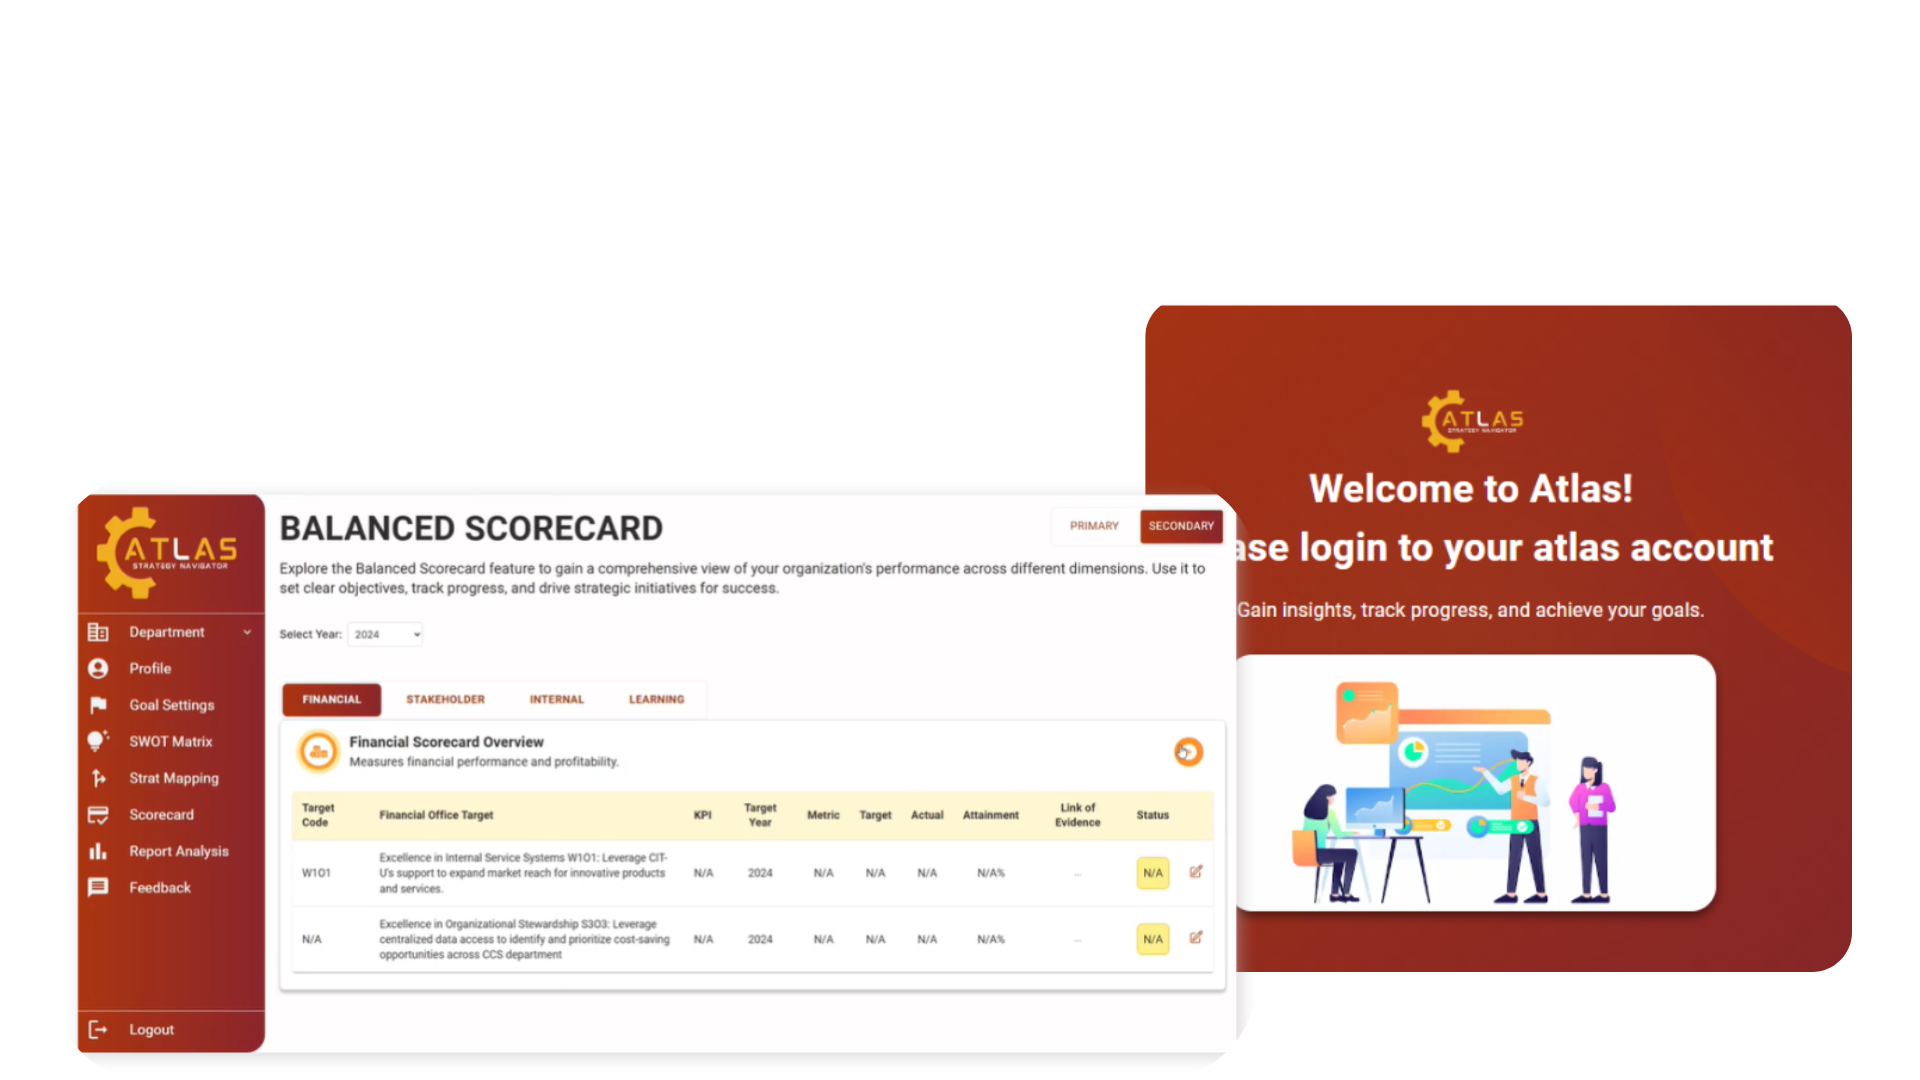 ATLAS
STRATEGY NAVIGATOR
Department
Profile
Goal Settings
SWOT Matrix
Strat Mapping
Scorecard
Report Analysis
Feedback
Logout
BALANCED SCORECARD
PRIMARY SECONDARY
Explore the Balanced Scorecard feature to gain a comprehensive view of your organization's performance across different dimensions. Use it to
set clear objectives, track progress, and drive strategic initiatives for success.
Select Year: 2024
FINANCIAL STAKEHOLDER INTERNAL LEARNING
Financial Scorecard Overview
Measures financial performance and profitability.
Target Code Financial Office Target KPI Target Year Metric Target Actual Attainment Link of Evidence Status
W1O1 Excellence in Internal Service Systems W1O1: Leverage CIT-
U's support to expand market reach for innovative products
and services.
N/A 2024 N/A N/A N/A N/A% ... N/A
N/A Excellence in Organizational Stewardship S3O3: Leverage
centralized data access to identify and prioritize cost-saving
opportunities across CCS department
N/A 2024 N/A N/A N/A N/A% ... N/A
ATLAS
STRATEGY NAVIGATOR
Welcome to Atlas!
ase login to your atlas account
Gain insights, track progress, and achieve your goals.